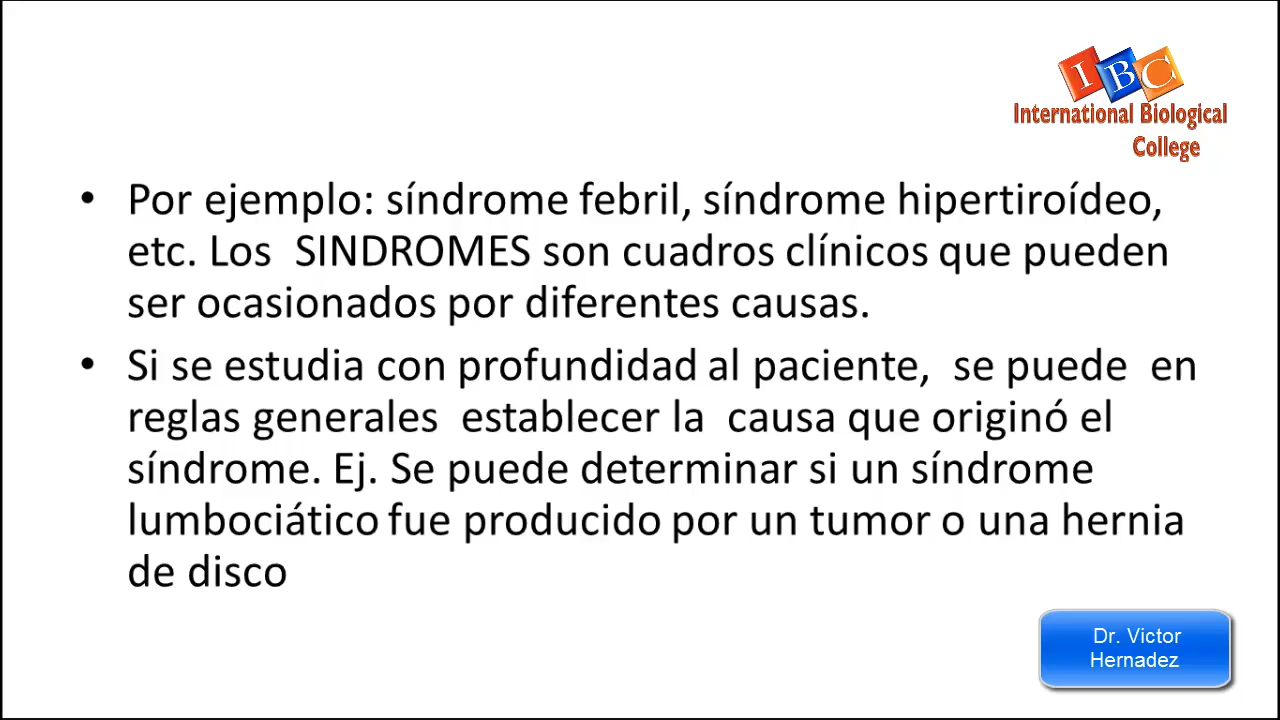 IBC
International Biological
College
• Por ejemplo: síndrome febril, síndrome hipertiroídeo,
etc. Los  SINDROMES son cuadros clínicos que pueden
ser ocasionados por diferentes causas.
• Si se estudia con profundidad al paciente,  se puede  en
reglas generales  establecer la  causa que originó el
síndrome. Ej. Se puede determinar si un síndrome
lumbociático fue producido por un tumor o una hernia
de disco
Dr. Victor
Hernadez